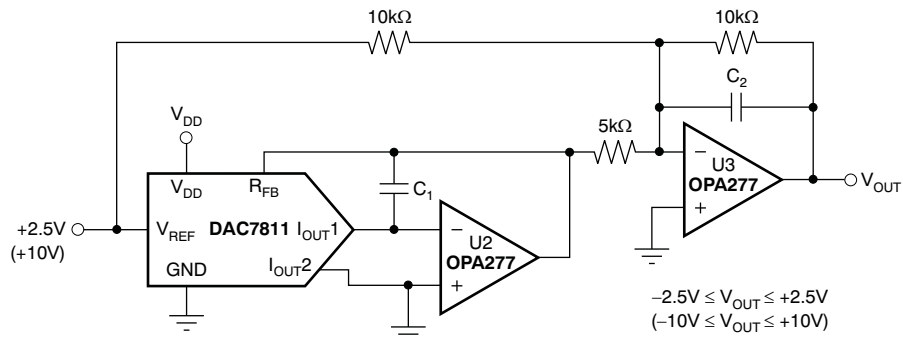 10kΩ
10kΩ
C2
VDD
5kΩ
VDD
RFB
C1
U3
OPA277
VOUT
+2.5V
(+10V)
VREF
DAC7811
IOUT1
U2
OPA277
IOUT2
GND
−
+
−
+
−2.5V ≤ VOUT ≤ +2.5V
(−10V ≤ VOUT ≤ +10V)